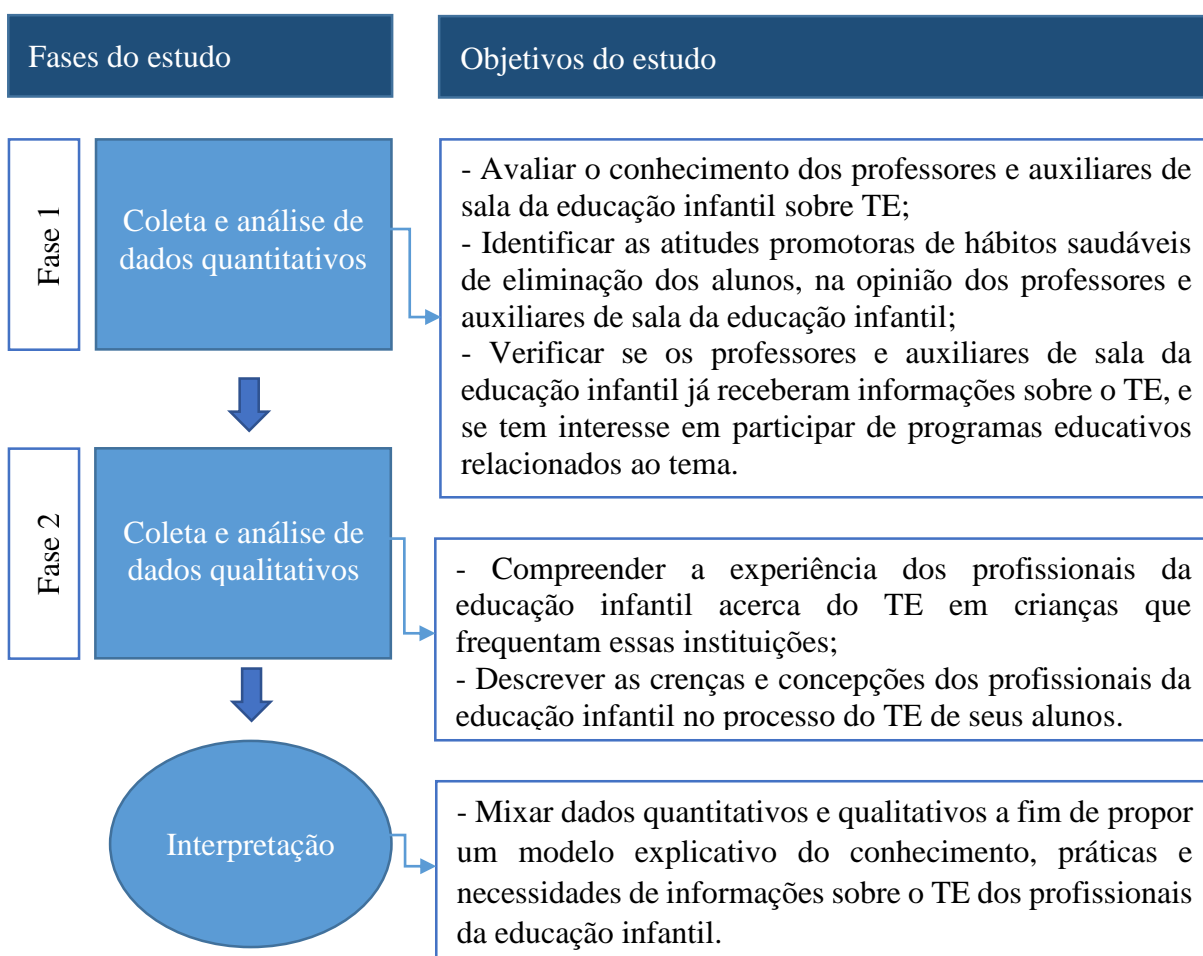 Fases do estudo
Objetivos do estudo
Fase 1
Coleta e análise de
dados quantitativos
- Avaliar o conhecimento dos professores e auxiliares de
sala da educação infantil sobre TE;
- Identificar as atitudes promotoras de hábitos saudáveis
de eliminação dos alunos, na opinião dos professores e
auxiliares de sala da educação infantil;
- Verificar se os professores e auxiliares de sala da
educação infantil já receberam informações sobre o TE, e
se tem interesse em participar de programas educativos
relacionados ao tema.
Fase 2
Coleta e análise de
dados qualitativos
- Compreender a experiência dos profissionais da
educação infantil acerca do TE em crianças que
frequentam essas instituições;
- Descrever as crenças e concepções dos profissionais da
educação infantil no processo do TE de seus alunos.
Interpretação
- Mixar dados quantitativos e qualitativos a fim de propor
um modelo explicativo do conhecimento, práticas e
necessidades de informações sobre o TE dos profissionais
da educação infantil.